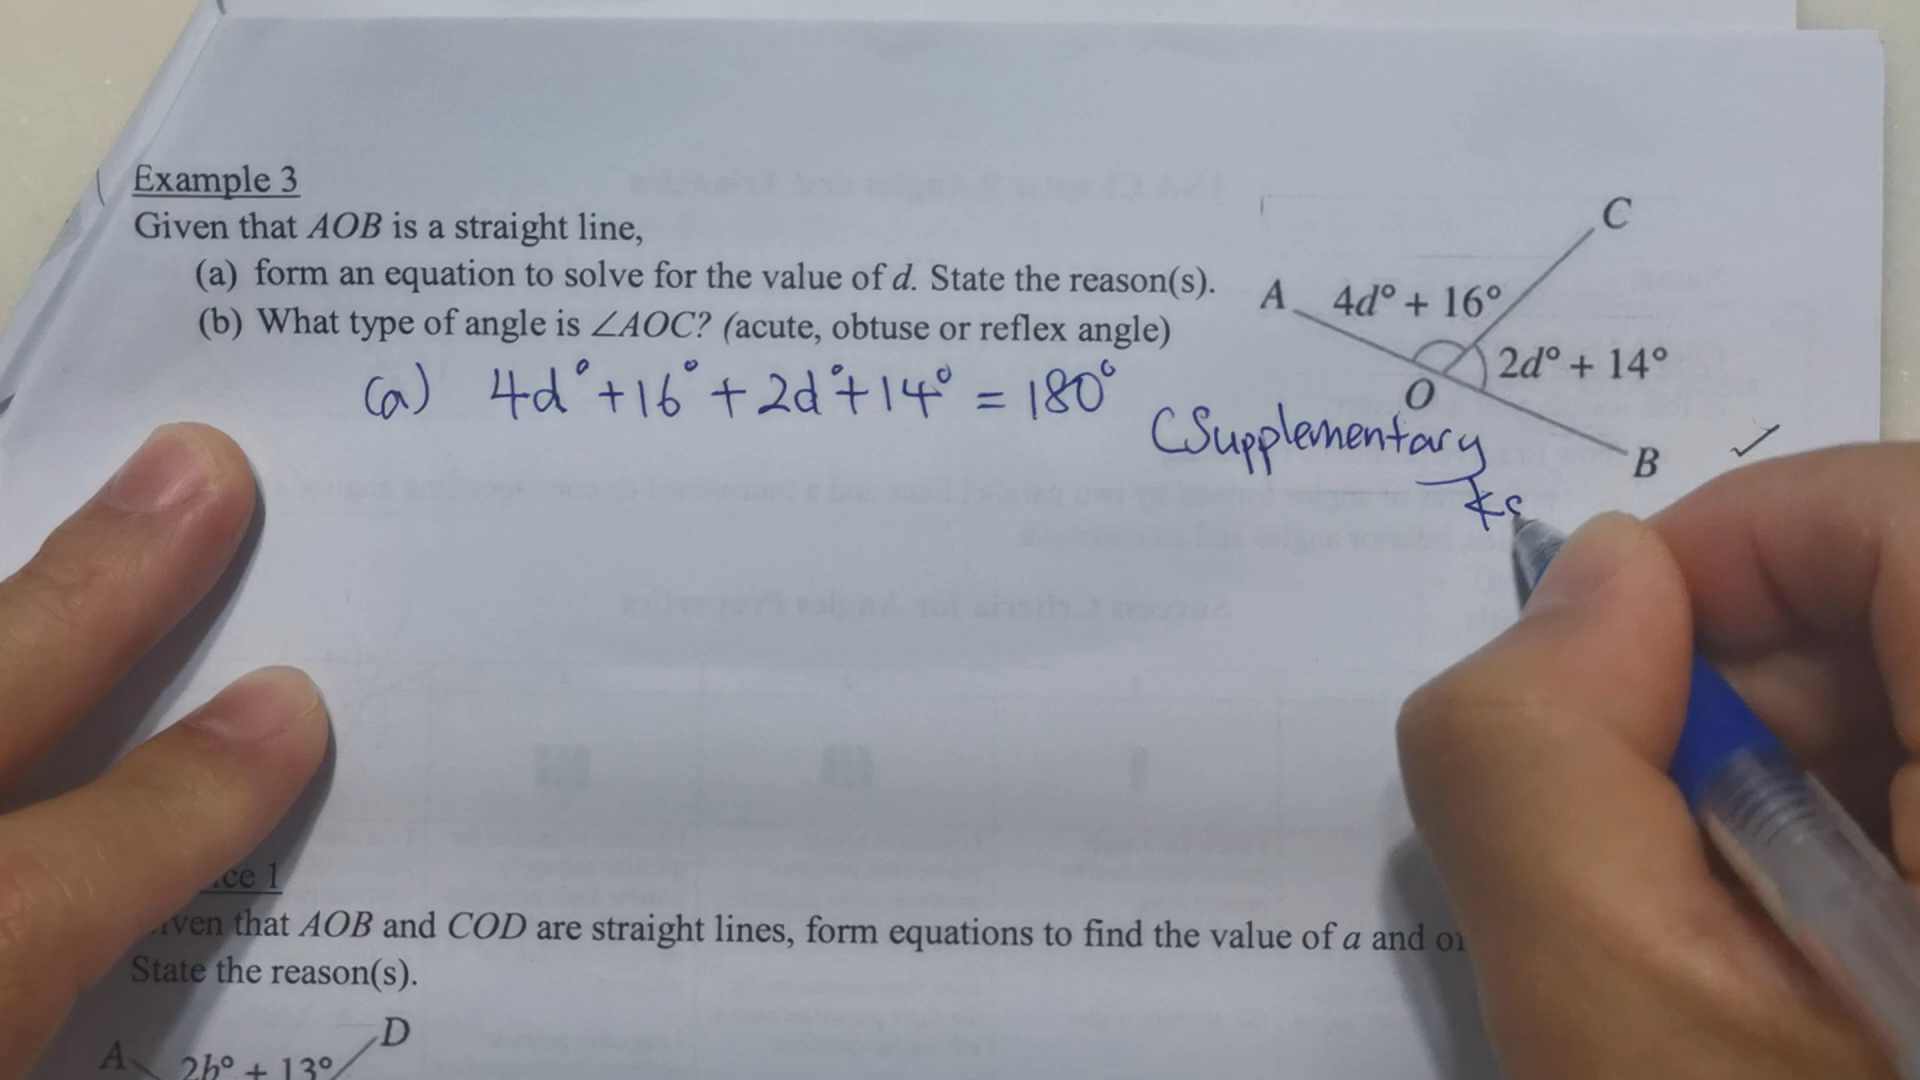 Example 3
Given that AOB is a straight line,
(a) form an equation to solve for the value of d. State the reason(s).
(b) What type of angle is ∠AOC? (acute, obtuse or reflex angle)
C
A 4d° + 16°
2d° + 14°
O
B
(a) 4d° + 16° + 2d° + 14° = 180°
(Supplementary
∠s
that AOB and COD are straight lines, form equations to find the value of a and
State the reason(s).
D
A 2b° + 13°